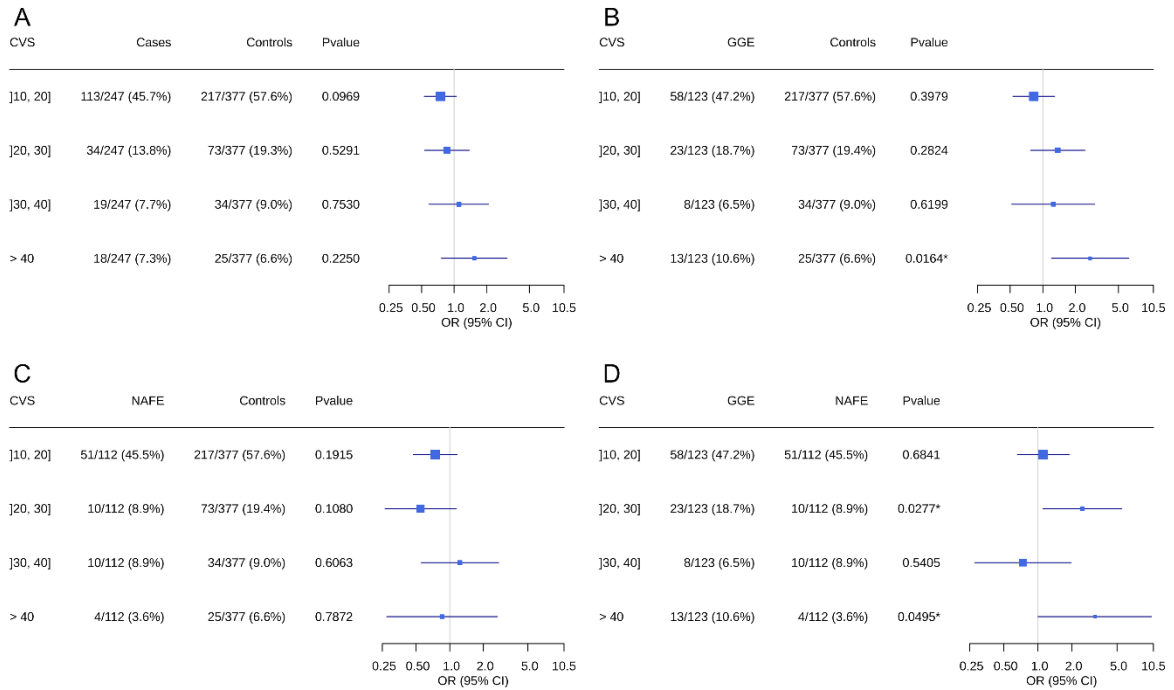 A
CVS Cases Controls Pvalue
]10, 20] 113/247 (45.7%) 217/377 (57.6%) 0.0969
]20, 30] 34/247 (13.8%) 73/377 (19.3%) 0.5291
]30, 40] 19/247 (7.7%) 34/377 (9.0%) 0.7530
> 40 18/247 (7.3%) 25/377 (6.6%) 0.2250
0.25 0.50 1.0 2.0 5.0 10.5
OR (95% CI)
B
CVS GGE Controls Pvalue
]10, 20] 58/123 (47.2%) 217/377 (57.6%) 0.3979
]20, 30] 23/123 (18.7%) 73/377 (19.4%) 0.2824
]30, 40] 8/123 (6.5%) 34/377 (9.0%) 0.6199
> 40 13/123 (10.6%) 25/377 (6.6%) 0.0164*
0.25 0.50 1.0 2.0 5.0 10.5
OR (95% CI)
C
CVS NAFE Controls Pvalue
]10, 20] 51/112 (45.5%) 217/377 (57.6%) 0.1915
]20, 30] 10/112 (8.9%) 73/377 (19.4%) 0.1080
]30, 40] 10/112 (8.9%) 34/377 (9.0%) 0.6063
> 40 4/112 (3.6%) 25/377 (6.6%) 0.7872
0.25 0.50 1.0 2.0 5.0 10.5
OR (95% CI)
D
CVS GGE NAFE Pvalue
]10, 20] 58/123 (47.2%) 51/112 (45.5%) 0.6841
]20, 30] 23/123 (18.7%) 10/112 (8.9%) 0.0277*
]30, 40] 8/123 (6.5%) 10/112 (8.9%) 0.5405
> 40 13/123 (10.6%) 4/112 (3.6%) 0.0495*
0.25 0.50 1.0 2.0 5.0 10.5
OR (95% CI)